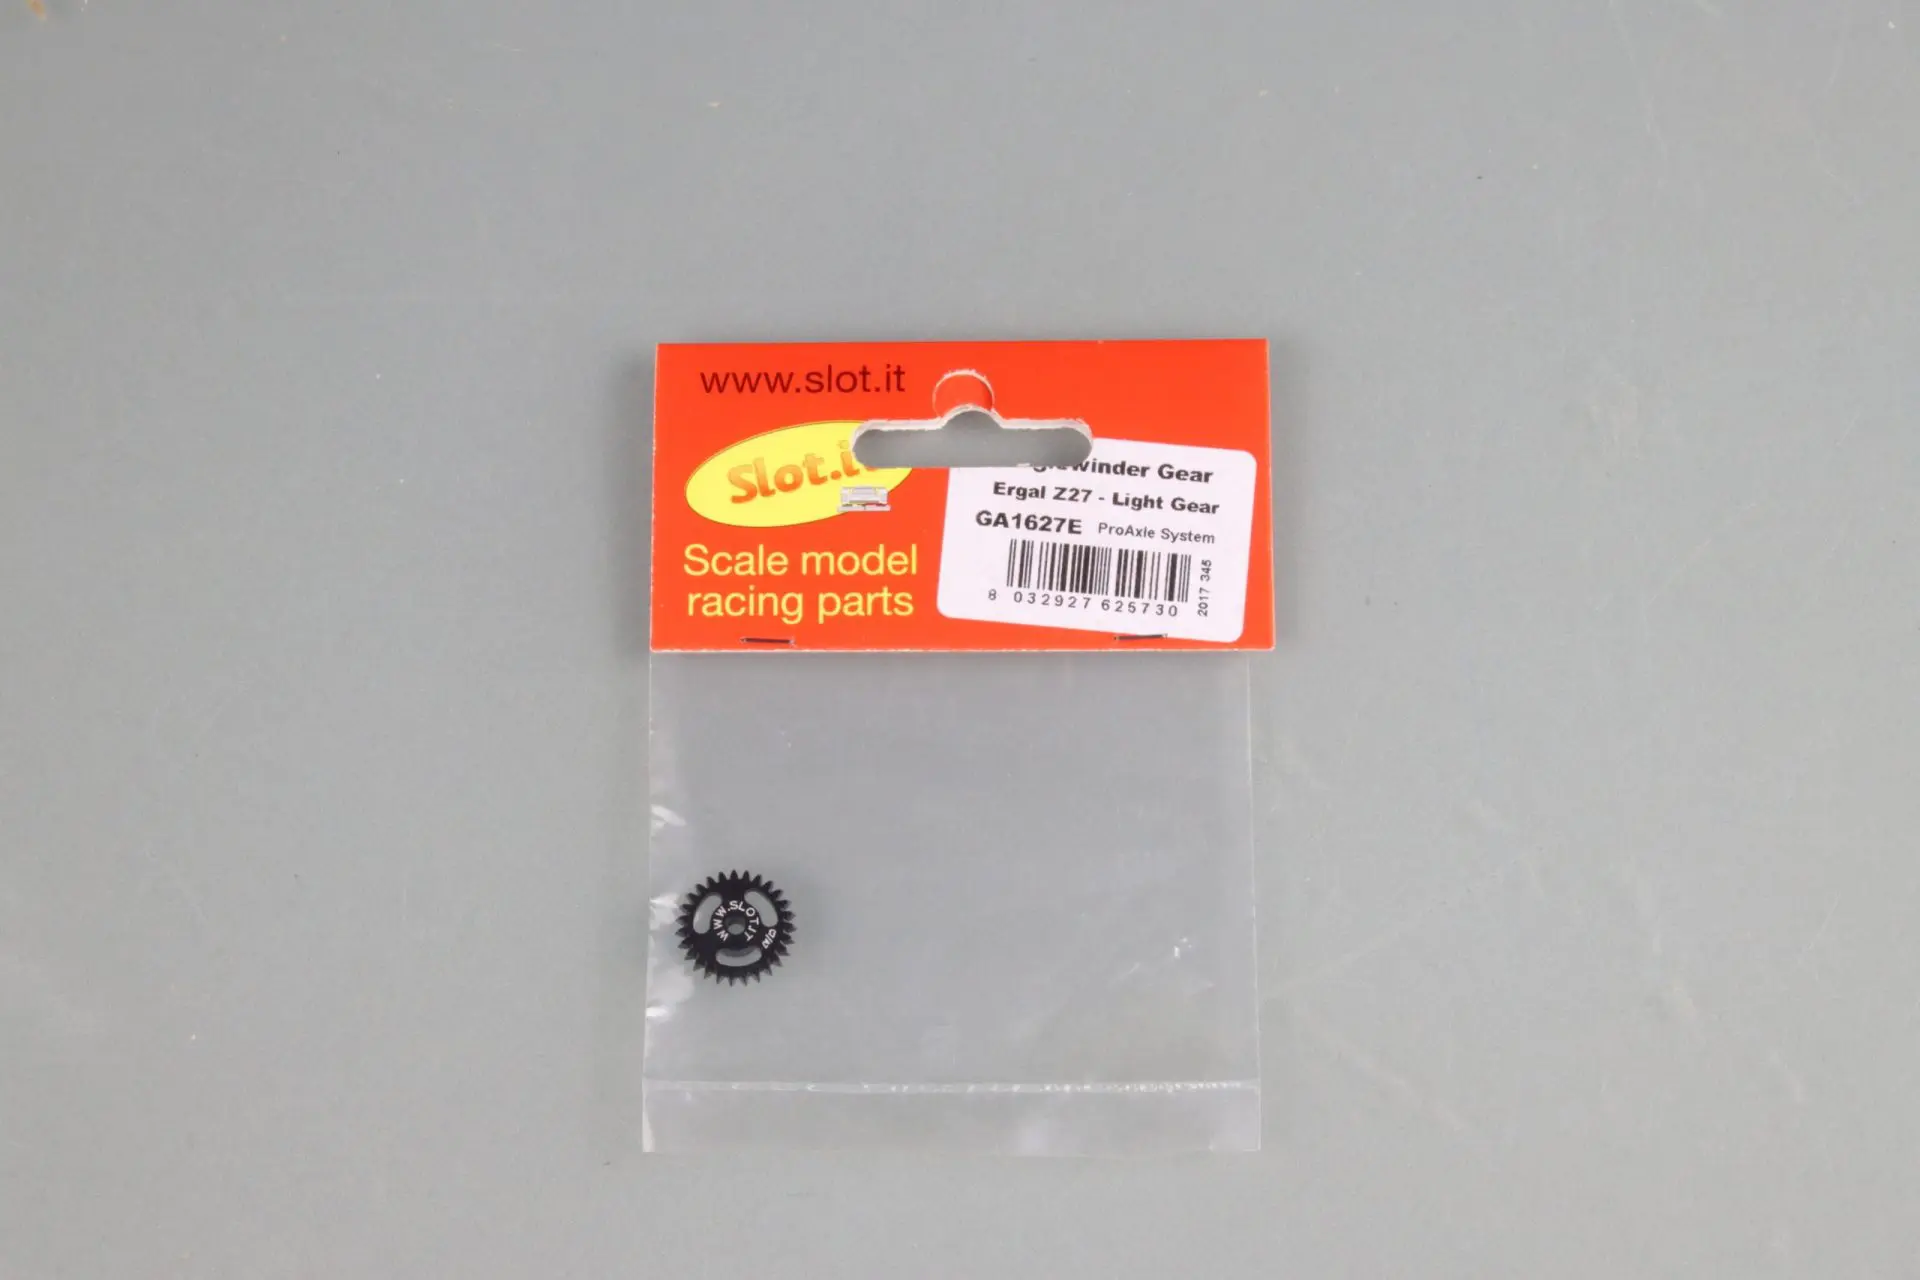 www.slot.it
Slot.it
Scale model
racing parts
Gear
Ergal Z27 - Light Gear
GA1627E ProAxle System
8 032927 625730
2017 345
WWW.SLOT.IT